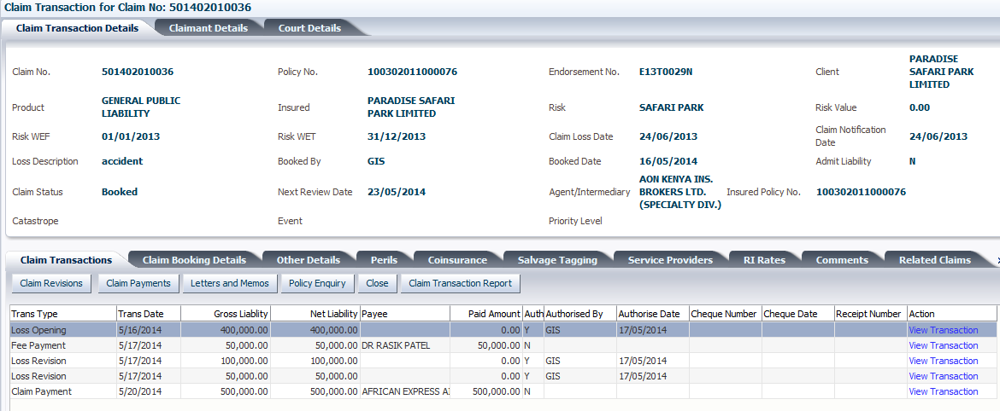 Claim Transaction for Claim No: 501402010036
Claim Transaction Details Claimant Details Court Details
Claim No. 501402010036 Policy No. 100302011000076 Endorsement No. E13T0029N Client PARADISE
SAFARI PARK
LIMITED
Product GENERAL PUBLIC
LIABILITY
Insured PARADISE SAFARI
PARK LIMITED
Risk SAFARI PARK Risk Value 0.00
Risk WEF 01/01/2013 Risk WET 31/12/2013 Claim Loss Date 24/06/2013 Claim Notification
Date
24/06/2013
Loss Description accident Booked By GIS Booked Date 16/05/2014 Admit Liability N
Claim Status Booked Next Review Date 23/05/2014 Agent/Intermediary AON KENYA INS.
BROKERS LTD.
(SPECIALTY DIV.)
Insured Policy No. 100302011000076
Catastrope Event Priority Level
Claim Transactions Claim Booking Details Other Details Perils Coinsurance Salvage Tagging Service Providers RI Rates Comments Related Claims
Claim Revisions Claim Payments Letters and Memos Policy Enquiry Close Claim Transaction Report
Trans Type Trans Date Gross Liablity Net Liability Payee Paid Amount Auth Authorised By Authorise Date Cheque Number Cheque Date Receipt Number Action
Loss Opening 5/16/2014 400,000.00 400,000.00 0.00 Y GIS 17/05/2014 View Transaction
Fee Payment 5/17/2014 50,000.00 50,000.00 DR RASIK PATEL 50,000.00 N View Transaction
Loss Revision 5/17/2014 100,000.00 100,000.00 0.00 Y GIS 17/05/2014 View Transaction
Loss Revision 5/17/2014 50,000.00 50,000.00 0.00 Y GIS 17/05/2014 View Transaction
Claim Payment 5/20/2014 500,000.00 500,000.00 AFRICAN EXPRESS 500,000.00 N View Transaction